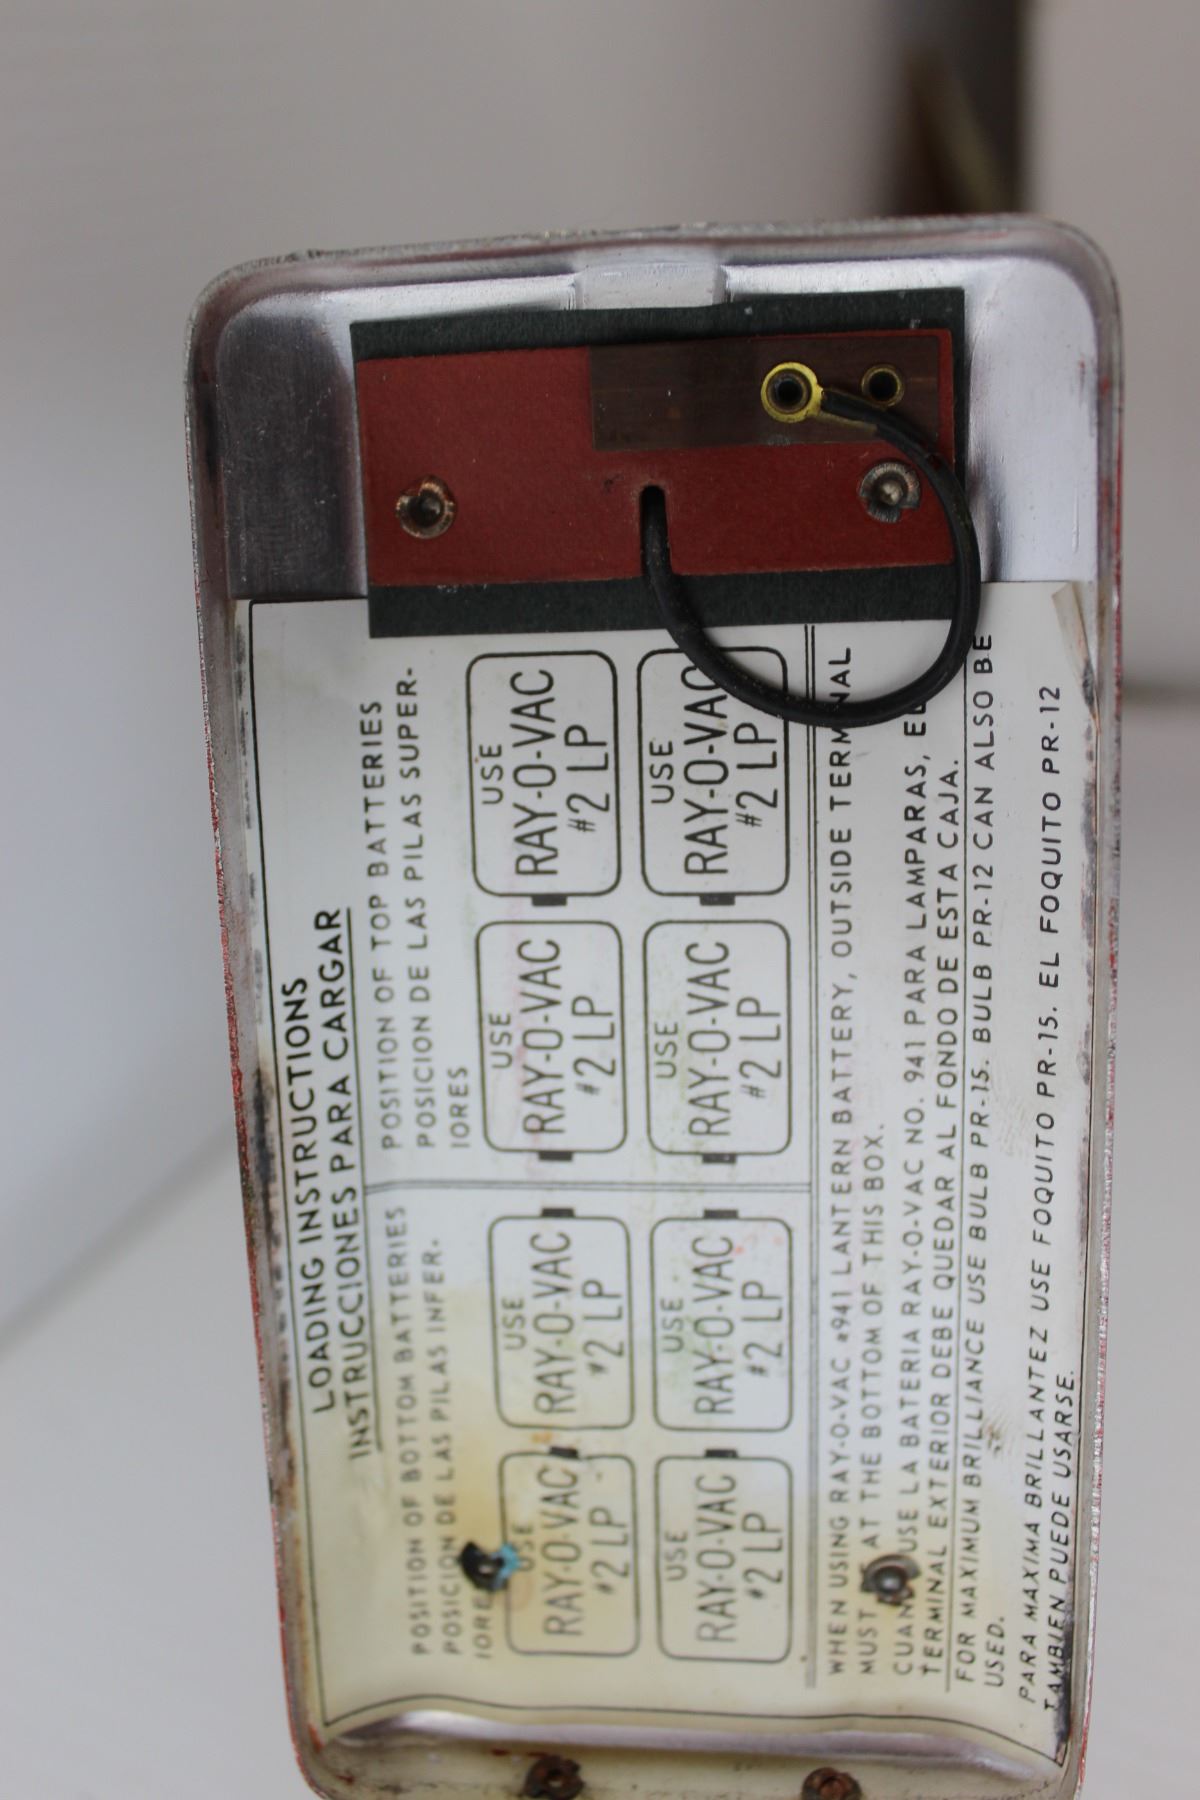 LOADING INSTRUCTIONS
INSTRUCCIONES PARA CARGAR
POSITION OF BOTTOM BATTERIES
POSICION DE LAS PILAS INFER-
IORES
USE
RAY-O-VAC
#2 LP
USE
RAY-O-VAC
#2 LP
USE
RAY-O-VAC
#2 LP
USE
RAY-O-VAC
#2 LP
POSITION OF TOP BATTERIES
POSICION DE LAS PILAS SUPER-
IORES
USE
RAY-O-VAC
#2 LP
USE
RAY-O-VAC
#2 LP
USE
RAY-O-VAC
#2 LP
USE
RAY-O-VAC
#2 LP
WHEN USING RAY-O-VAC #941 LANTERN BATTERY, OUTSIDE TERMINAL
MUST AT THE BOTTOM OF THIS BOX.
USE LA BATERIA RAY-O-VAC NO. 941 PARA LAMPARAS, EL
TERMINAL EXTERIOR DEBE QUEDAR AL FONDO DE ESTA CAJA.
FOR MAXIMUM BRILLIANCE USE BULB PR-15. BULB PR-12 CAN ALSO BE
USED.
PARA MAXIMA BRILLANTEZ USE FOQUITO PR-15. EL FOQUITO PR-12
TAMBIEN PUEDE USARSE.